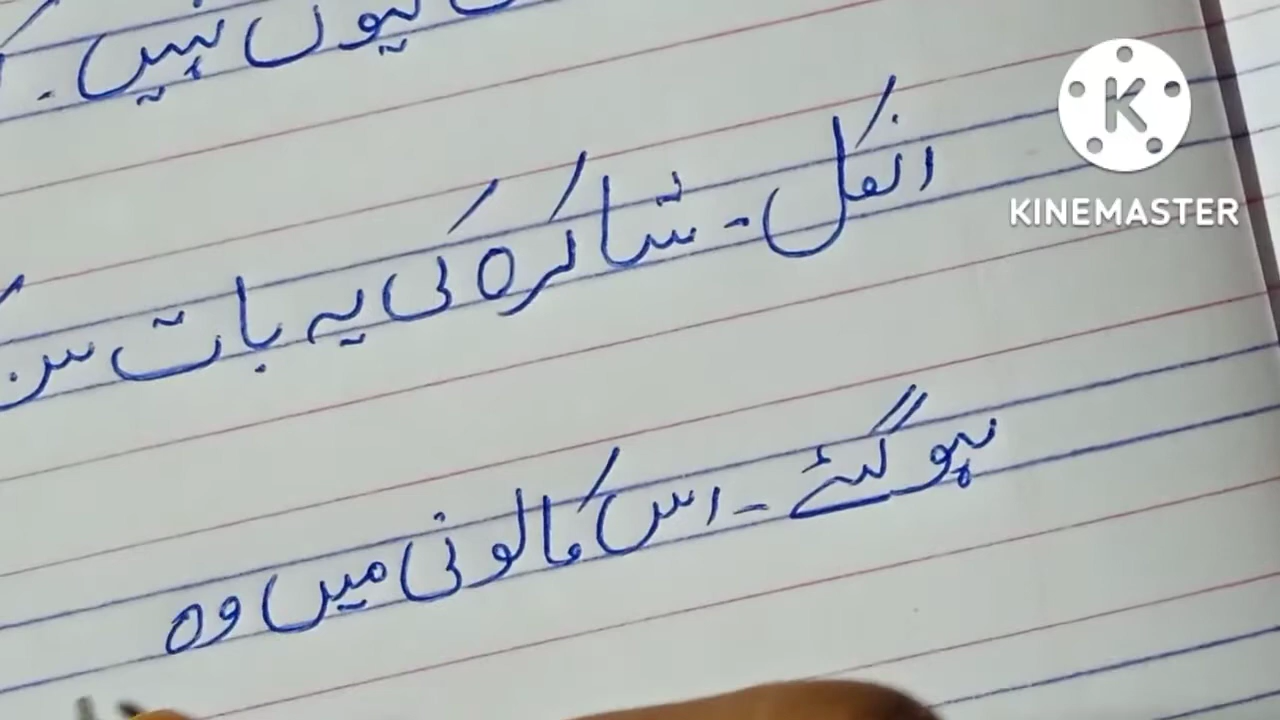 کیوں نہیں ۔
انکل ۔ شاکرہ کی یہ بات سن
ہو گئے ۔ اس کالونی میں وہ
KINEMASTER